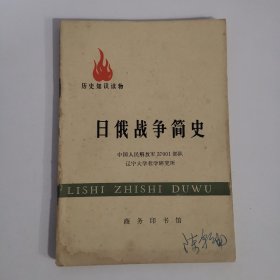 历史知识读物
日俄战争简史
中国人民解放军37001部队
辽宁大学哲学研究所
LISHI ZHISHI DUWU
商务印书馆